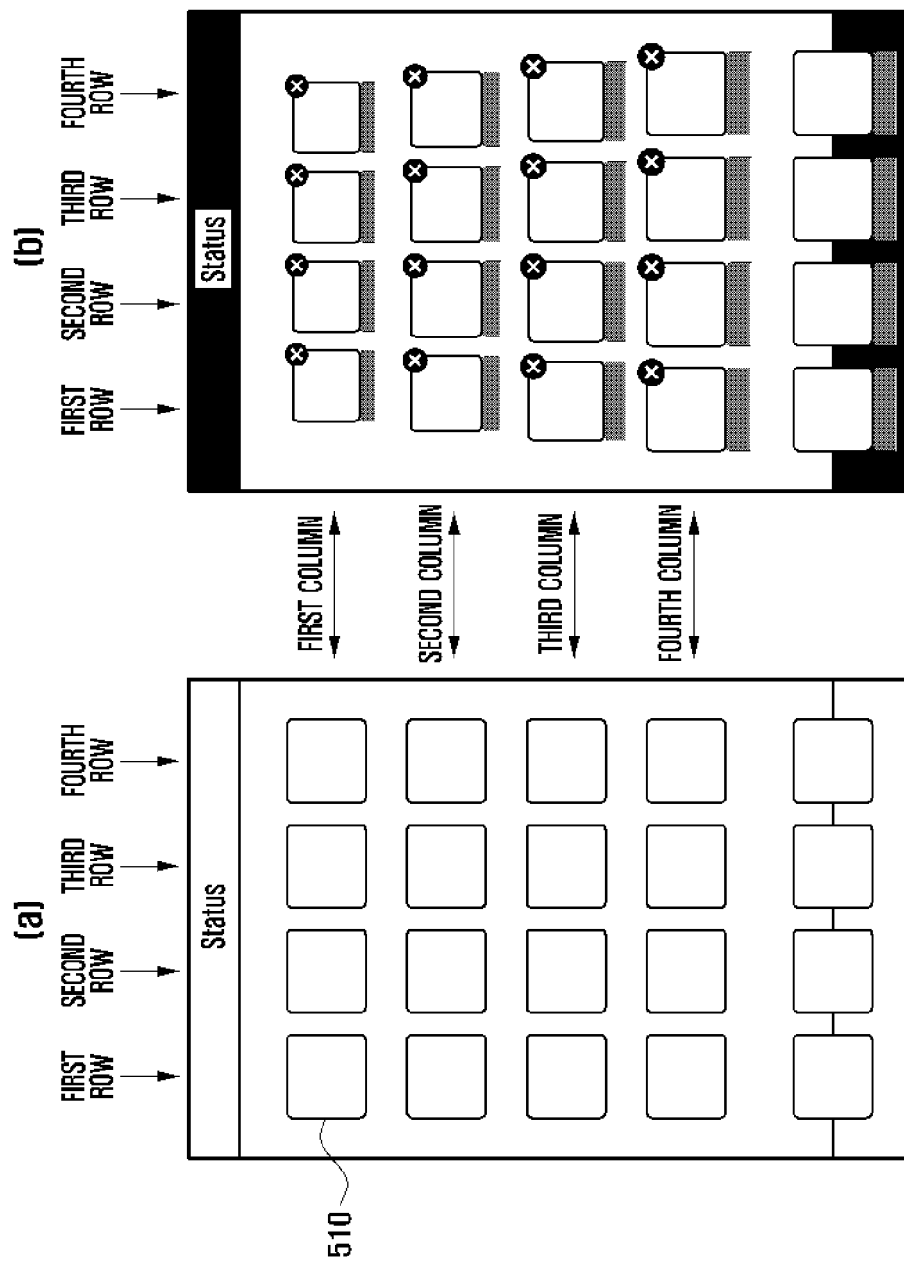 (a)
FIRST
ROW
SECOND
ROW
THIRD
ROW
FOURTH
ROW
Status
510
FIRST COLUMN
SECOND COLUMN
THIRD COLUMN
FOURTH COLUMN
(b)
FIRST
ROW
SECOND
ROW
THIRD
ROW
FOURTH
ROW
Status